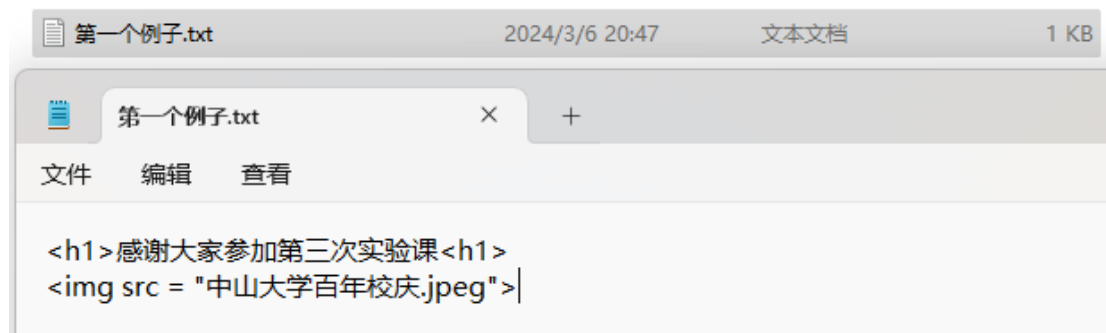 第一个例子.txt 2024/3/6 20:47 文本文档 1 KB
第一个例子.txt
文件 编辑 查看
<h1>感谢大家参加第三次实验课<h1>
<img src = "中山大学百年校庆.jpeg">